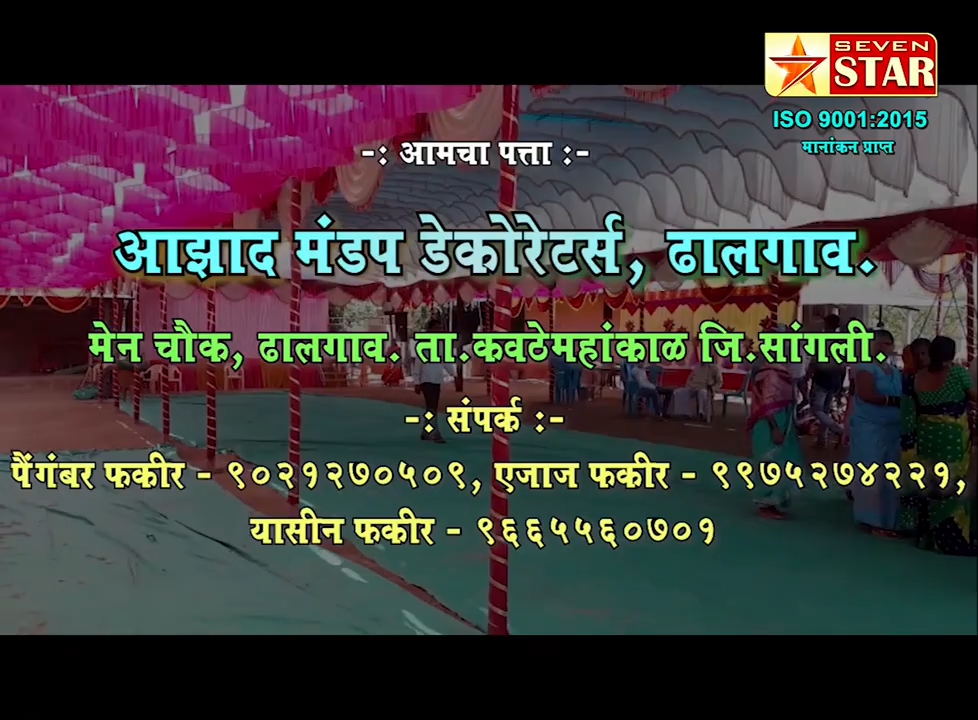 SEVEN
STAR
ISO 9001:2015
मानांकन प्राप्त
-: आमचा पत्ता :-
आझाद मंडप डेकोरेटर्स, ढालगाव.
मेन चौक, ढालगाव. ता.कवठेमहांकाळ जि.सांगली.
-: संपर्क :-
पैंगंबर फकीर - ९०२१२७०५०९, एजाज फकीर - ९९७५२७४२२१,
यासीन फकीर - ९६६५५६०७०१